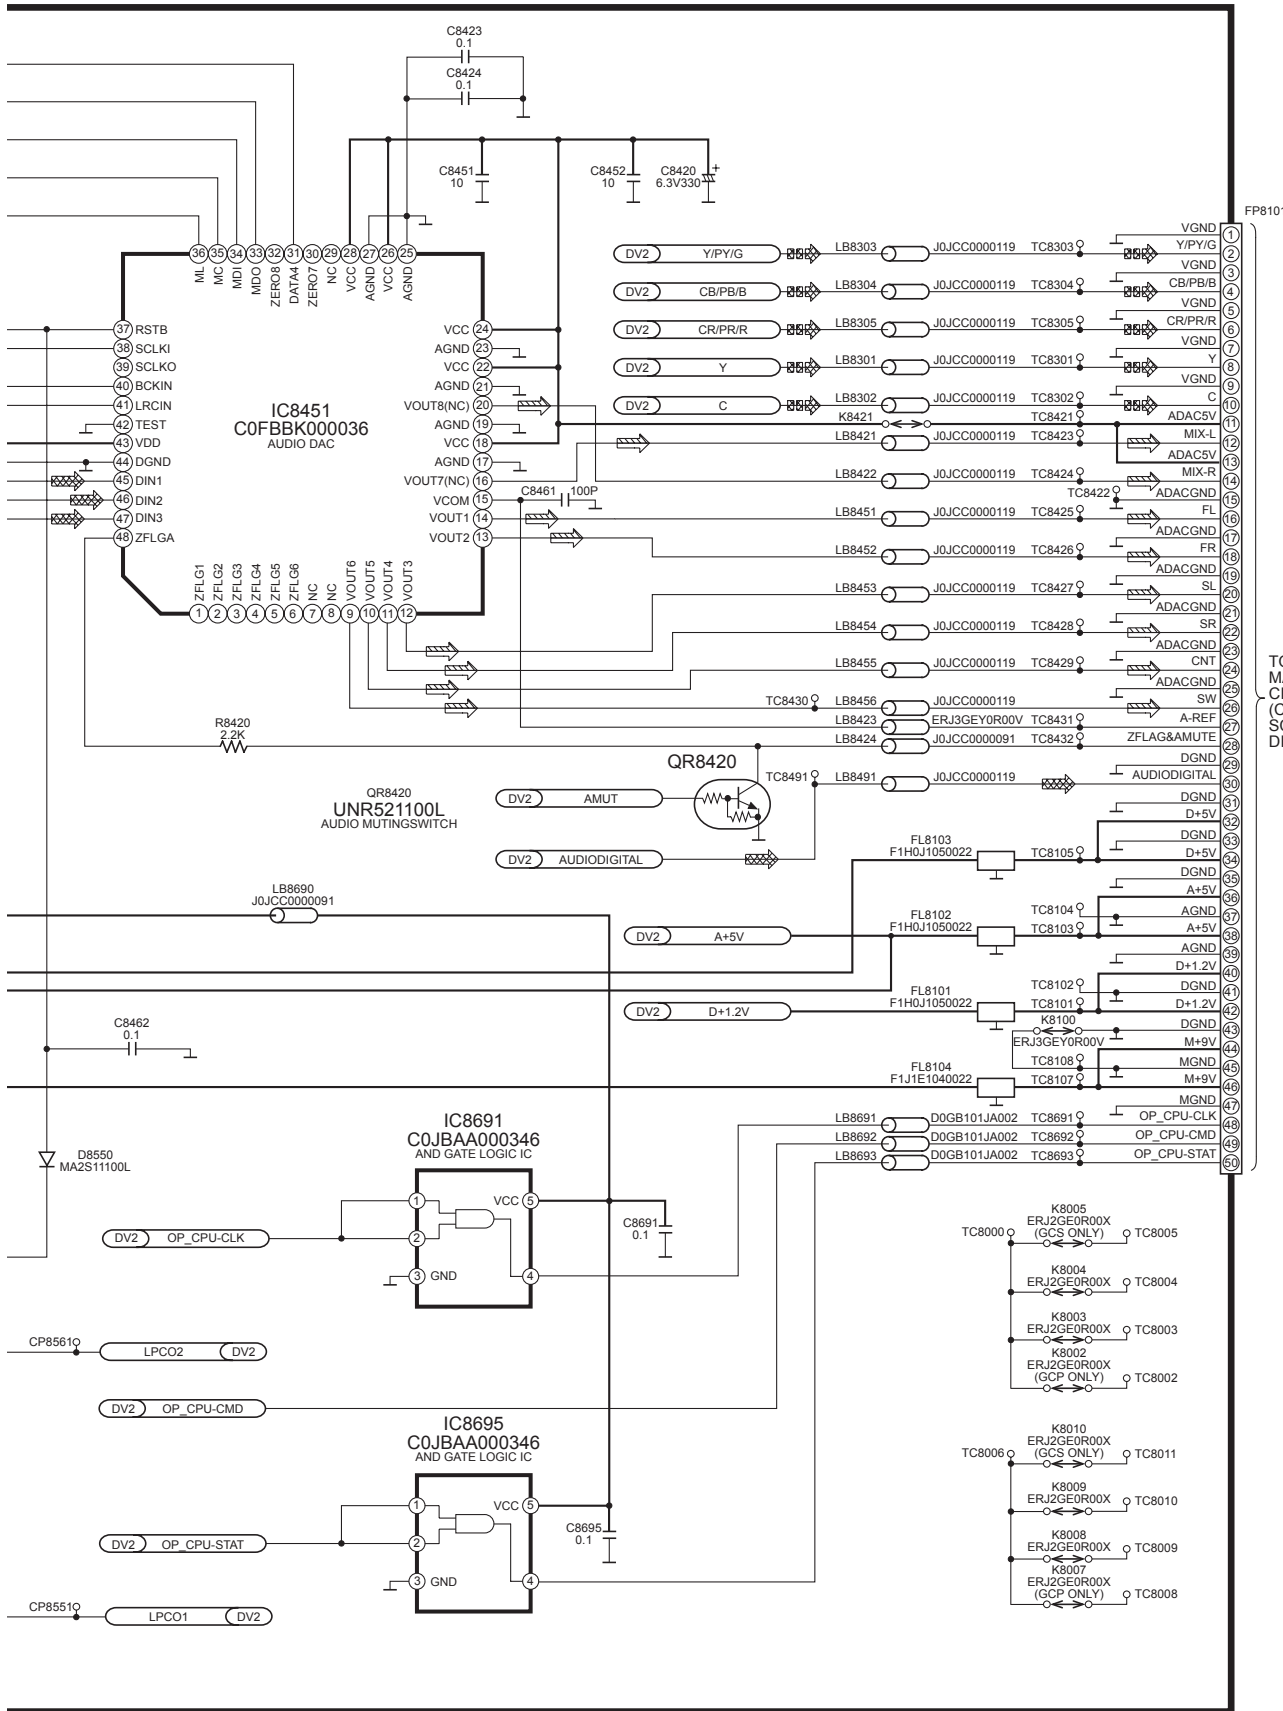 C8423
0.1
C8424
0.1
C8451
10
C8452
10
C8420
6.3V330
+
FP8101
36 35 34 33 32 31 30 29 28 27 26 25
ML
MC
MDI
MDO
ZERO8
DATA4
ZERO7
NC
VCC
AGND
VCC
AGND
37 RSTB
38 SCLKI
39 SCLKO
40 BCKIN
41 LRCIN
42 TEST
43 VDD
44 DGND
45 DIN1
46 DIN2
47 DIN3
48 ZFLGA
IC8451
C0FBBK000036
AUDIO DAC
VCC 24
AGND 23
VCC 22
AGND 21
VOUT8(NC) 20
AGND 19
VCC 18
AGND 17
VOUT7(NC) 16
VCOM 15
VOUT1 14
VOUT2 13
C8461 100P
ZFLG1
ZFLG2
ZFLG3
ZFLG4
ZFLG5
ZFLG6
NC
NC
VOUT6
VOUT5
VOUT4
VOUT3
1 2 3 4 5 6 7 8 9 10 11 12
DV2 Y/PY/G LB8303 J0JCC0000119 TC8303
DV2 CB/PB/B LB8304 J0JCC0000119 TC8304
DV2 CR/PR/R LB8305 J0JCC0000119 TC8305
DV2 Y LB8301 J0JCC0000119 TC8301
DV2 C LB8302 J0JCC0000119 TC8302
K8421 TC8421
LB8421 J0JCC0000119 TC8423
LB8422 J0JCC0000119 TC8424
TC8422
LB8451 J0JCC0000119 TC8425
LB8452 J0JCC0000119 TC8426
LB8453 J0JCC0000119 TC8427
LB8454 J0JCC0000119 TC8428
LB8455 J0JCC0000119 TC8429
TC8430 LB8456 J0JCC0000119
LB8423 ERJ3GEY0R00V TC8431
LB8424 J0JCC0000091 TC8432
TC8491 LB8491 J0JCC0000119
VGND 1
Y/PY/G 2
VGND 3
CB/PB/B 4
VGND 5
CR/PR/R 6
VGND 7
Y 8
VGND 9
C 10
ADAC5V 11
MIX-L 12
ADAC5V 13
MIX-R 14
ADACGND 15
FL 16
ADACGND 17
FR 18
ADACGND 19
SL 20
ADACGND 21
SR 22
ADACGND 23
CNT 24
ADACGND 25
SW 26
A-REF 27
ZFLAG&AMUTE 28
DGND 29
AUDIODIGITAL 30
DGND 31
D+5V 32
DGND 33
D+5V 34
DGND 35
A+5V 36
AGND 37
A+5V 38
AGND 39
D+1.2V 40
DGND 41
D+1.2V 42
DGND 43
M+9V 44
MGND 45
M+9V 46
MGND 47
OP_CPU-CLK 48
OP_CPU-CMD 49
OP_CPU-STAT 50
R8420
2.2K
QR8420
QR8420
UNR521100L
AUDIO MUTINGSWITCH
DV2 AMUT
DV2 AUDIODIGITAL
FL8103
F1H0J1050022 TC8105
LB8690
J0JCC0000091
FL8102
F1H0J1050022
TC8104
TC8103
DV2 A+5V
FL8101
F1H0J1050022
TC8102
TC8101
DV2 D+1.2V
K8100
ERJ3GEY0R00V
C8462
0.1
FL8104
F1J1E1040022
TC8108
TC8107
LB8691 D0GB101JA002 TC8691
LB8692 D0GB101JA002 TC8692
LB8693 D0GB101JA002 TC8693
IC8691
C0JBAA000346
AND GATE LOGIC IC
1
2
3 GND
VCC 5
4
D8550
MA2S11100L
DV2 OP_CPU-CLK
C8691
0.1
CP8561
LPCO2 DV2
DV2 OP_CPU-CMD
IC8695
C0JBAA000346
AND GATE LOGIC IC
1
2
3 GND
VCC 5
4
C8695
0.1
DV2 OP_CPU-STAT
CP8551
LPCO1 DV2
K8005
ERJ2GE0R00X
TC8000 (GCS ONLY) TC8005
K8004
ERJ2GE0R00X TC8004
K8003
ERJ2GE0R00X TC8003
K8002
ERJ2GE0R00X
(GCP ONLY) TC8002
K8010
ERJ2GE0R00X
TC8006 (GCS ONLY) TC8011
K8009
ERJ2GE0R00X TC8010
K8008
ERJ2GE0R00X TC8009
K8007
ERJ2GE0R00X
(GCP ONLY) TC8008